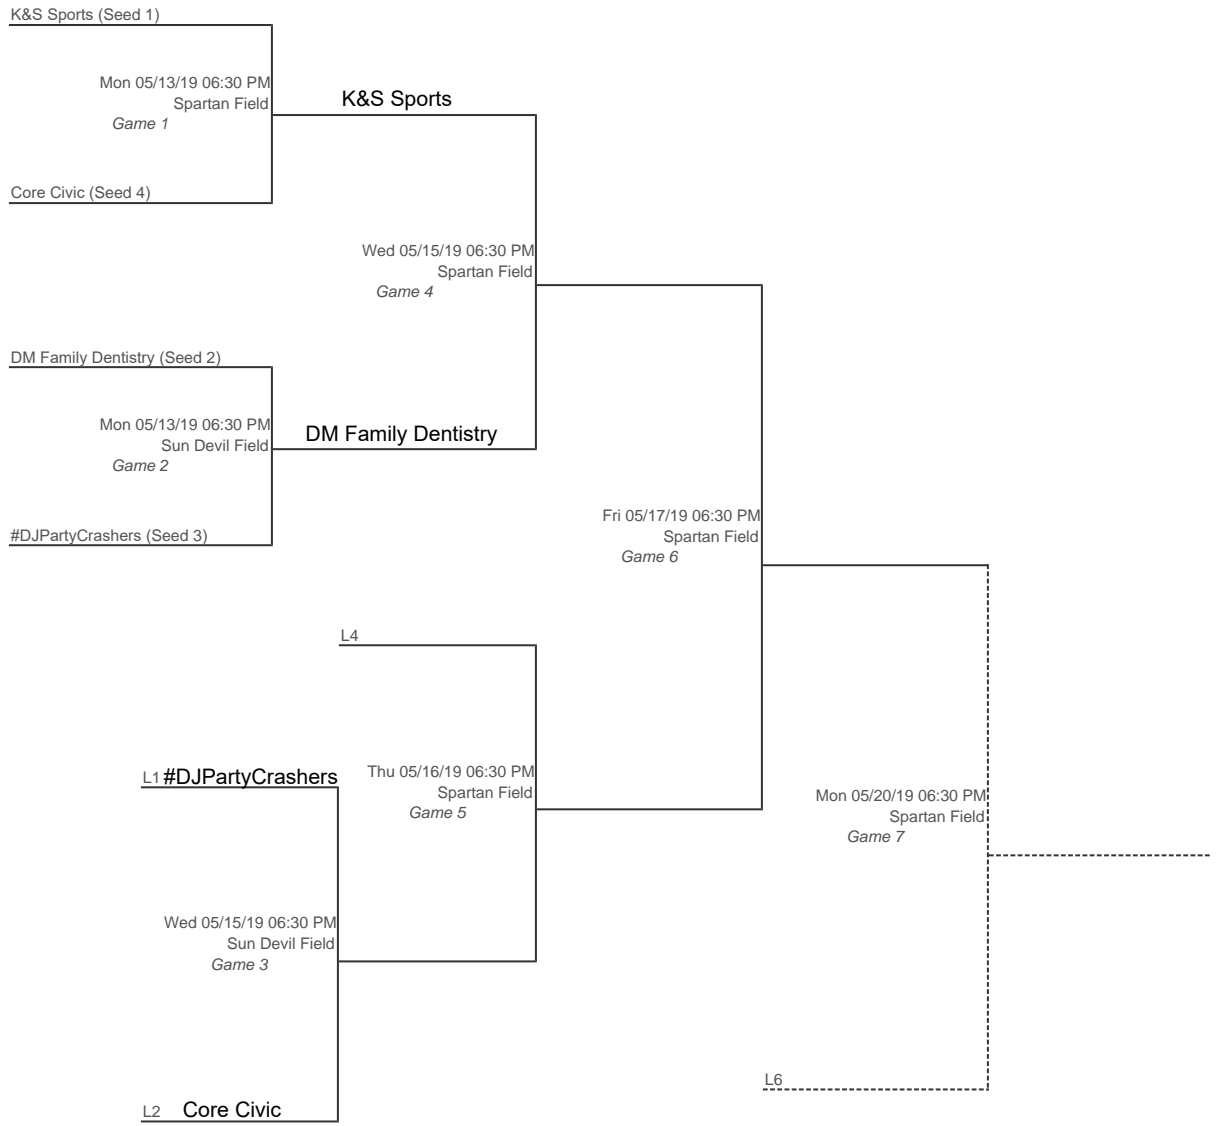 K&S Sports (Seed 1)
Mon 05/13/19 06:30 PM
Spartan Field
Game 1
K&S Sports
Core Civic (Seed 4)
Wed 05/15/19 06:30 PM
Spartan Field
Game 4
DM Family Dentistry (Seed 2)
Mon 05/13/19 06:30 PM
Sun Devil Field
Game 2
DM Family Dentistry
#DJPartyCrashers (Seed 3)
Fri 05/17/19 06:30 PM
Spartan Field
Game 6
L4
L1 #DJPartyCrashers
Thu 05/16/19 06:30 PM
Spartan Field
Game 5
Mon 05/20/19 06:30 PM
Spartan Field
Game 7
Wed 05/15/19 06:30 PM
Sun Devil Field
Game 3
L6
L2 Core Civic